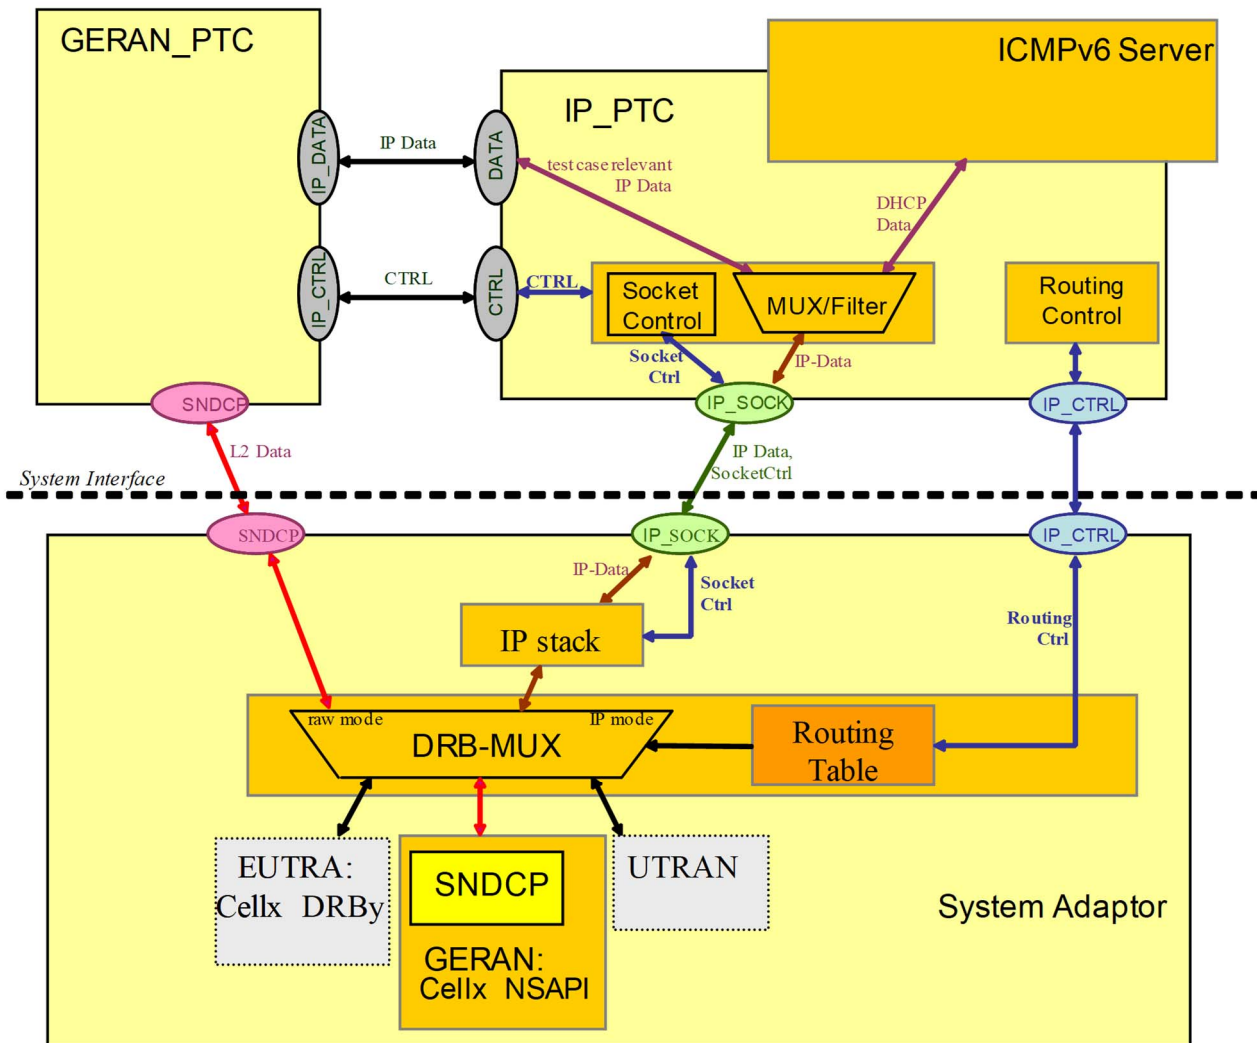 GERAN_PTC
ICMPv6 Server
IP_PTC
IP_DATA
IP Data
DATA
test case relevant
IP Data
DHCP
Data
IP_CTRL
CTRL
CTRL
CTRL
Socket
Control
MUX/Filter
Routing
Control
Socket
Ctrl
IP-Data
SNDCP
IP_SOCK
IP_CTRL
L2 Data
IP Data,
SocketCtrl
System Interface
SNDCP
IP_SOCK
IP_CTRL
IP-Data
Socket
Ctrl
IP stack
Routing
Ctrl
raw mode
IP mode
DRB-MUX
Routing
Table
EUTRA:
Cellx DRBy
SNDCP
GERAN:
Cellx NSAPI
UTRAN
System Adaptor